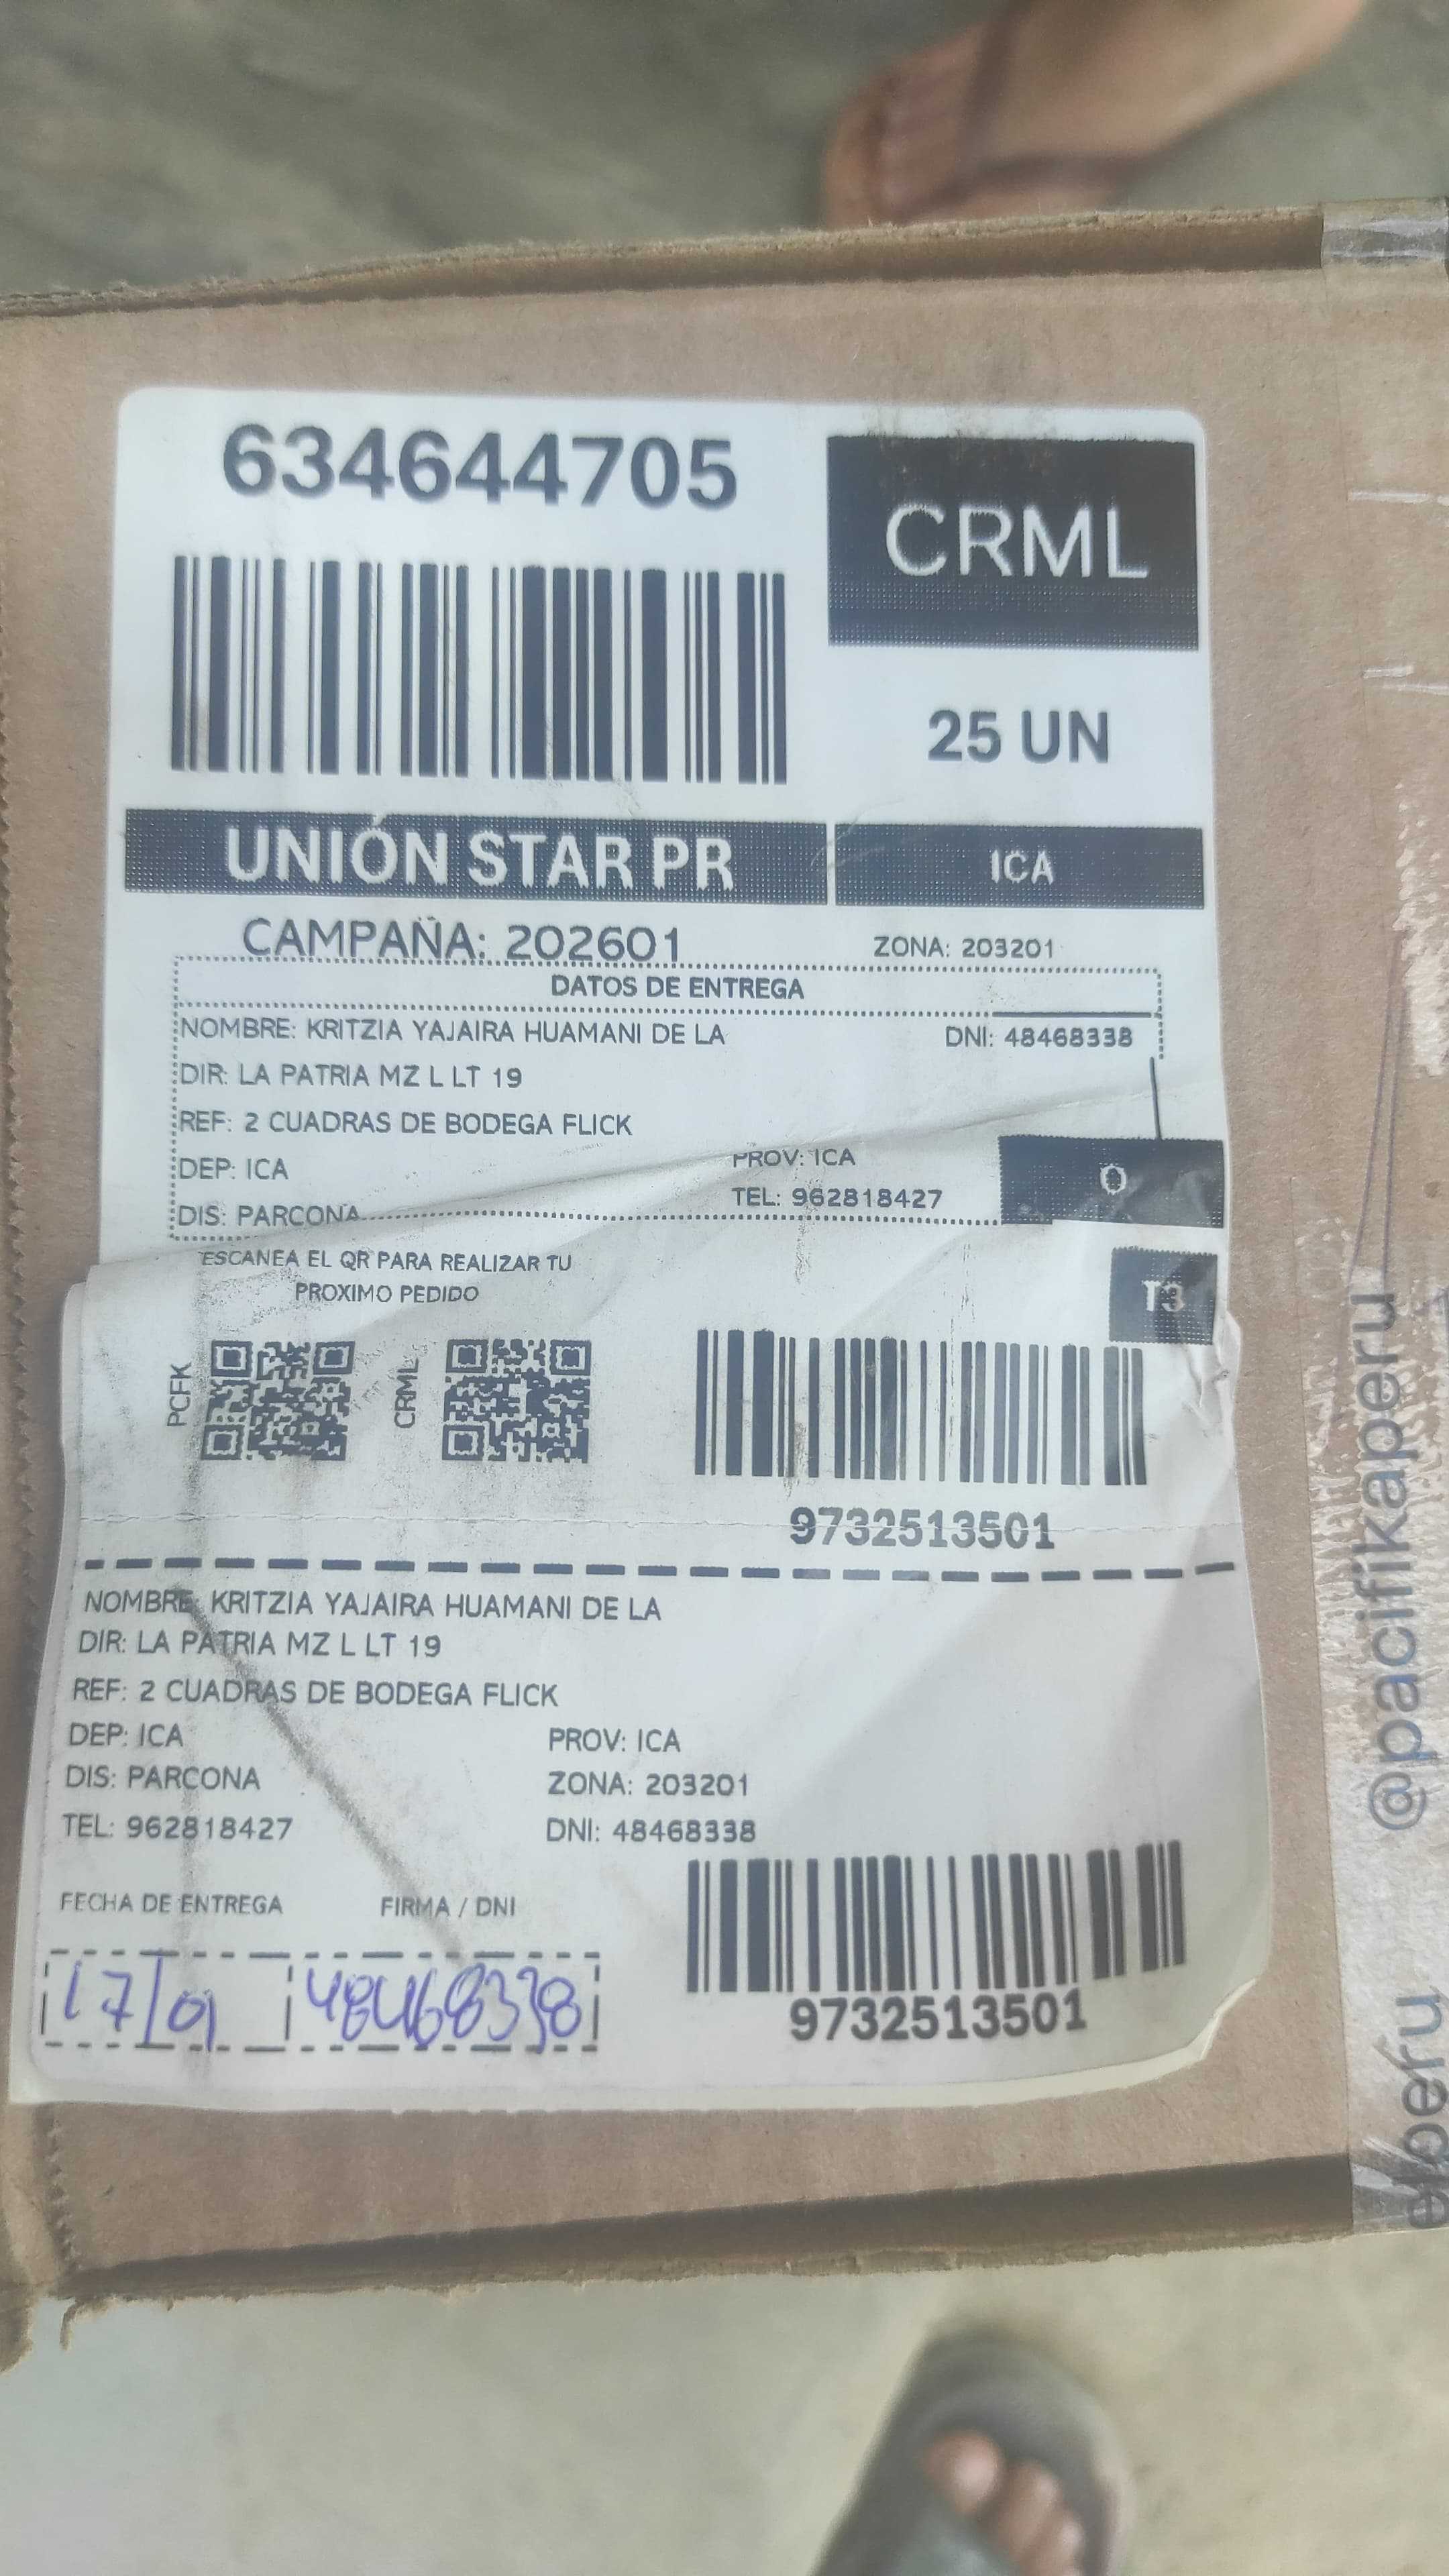 634644705
CRML
25 UN
UNIÓN STAR PR
ICA
CAMPAÑA: 202601
ZONA: 203201
DATOS DE ENTREGA
NOMBRE: KRITZIA YAJAIRA HUAMANI DE LA
DNI: 48468338
DIR: LA PATRIA MZ L LT 19
REF: 2 CUADRAS DE BODEGA FLICK
DEP: ICA
PROV: ICA
DIS: PARCONA
TEL: 962818427
0
ESCANEA EL QR PARA REALIZAR TU
PROXIMO PEDIDO
T3
PCFK
CRML
9732513501
NOMBRE: KRITZIA YAJAIRA HUAMANI DE LA
DIR: LA PATRIA MZ L LT 19
REF: 2 CUADRAS DE BODEGA FLICK
DEP: ICA
PROV: ICA
DIS: PARCONA
ZONA: 203201
TEL: 962818427
DNI: 48468338
FECHA DE ENTREGA
FIRMA / DNI
17/01
48468338
9732513501
@pacifikaperu